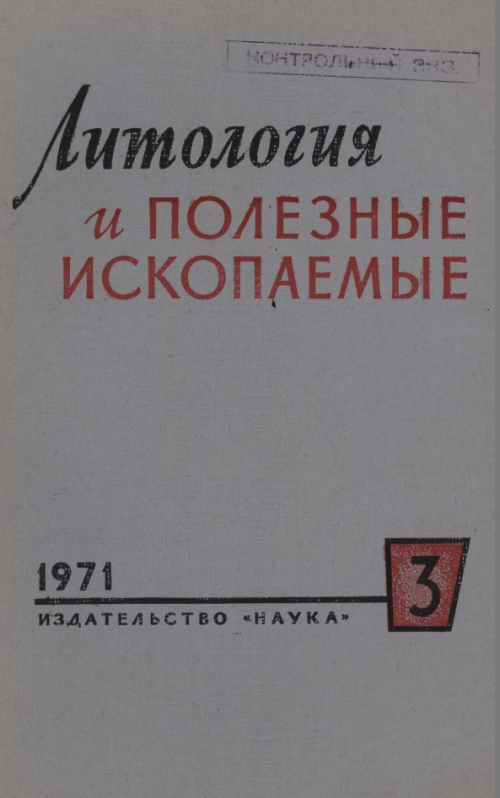 КОНТРОЛЬНЫЙ ЭКЗ.
Литология
и ПОЛЕЗНЫЕ
ИСКОПАЕМЫЕ
1971
3
ИЗДАТЕЛЬСТВО «НАУКА»